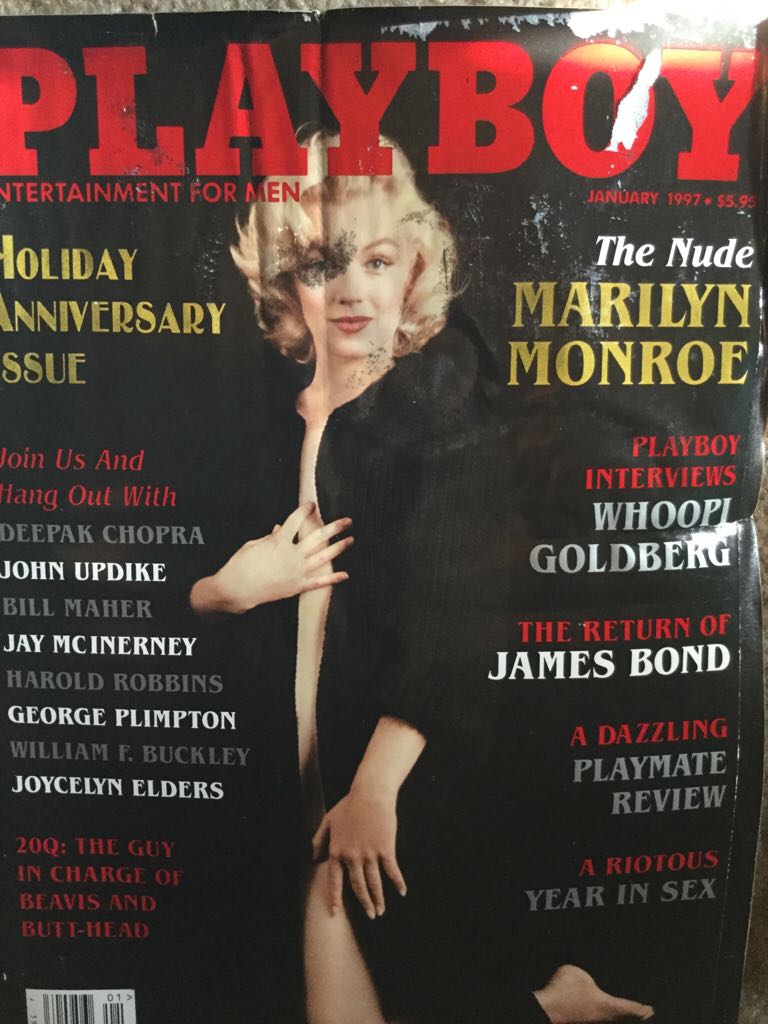 PLAYBOY
NTERTAINMENT FOR MEN
JANUARY 1997 • $5.95
HOLIDAY
ANNIVERSARY
ISSUE
The Nude
MARILYN
MONROE
Join Us And
Hang Out With
DEEPAK CHOPRA
JOHN UPDIKE
BILL MAHER
JAY MCINERNEY
HAROLD ROBBINS
GEORGE PLIMPTON
WILLIAM F. BUCKLEY
JOYCELYN ELDERS
20Q: THE GUY
IN CHARGE OF
BEAVIS AND
BUTT-HEAD
PLAYBOY
INTERVIEWS
WHOOPI
GOLDBERG
THE RETURN OF
JAMES BOND
A DAZZLING
PLAYMATE
REVIEW
A RIOTOUS
YEAR IN SEX
01>